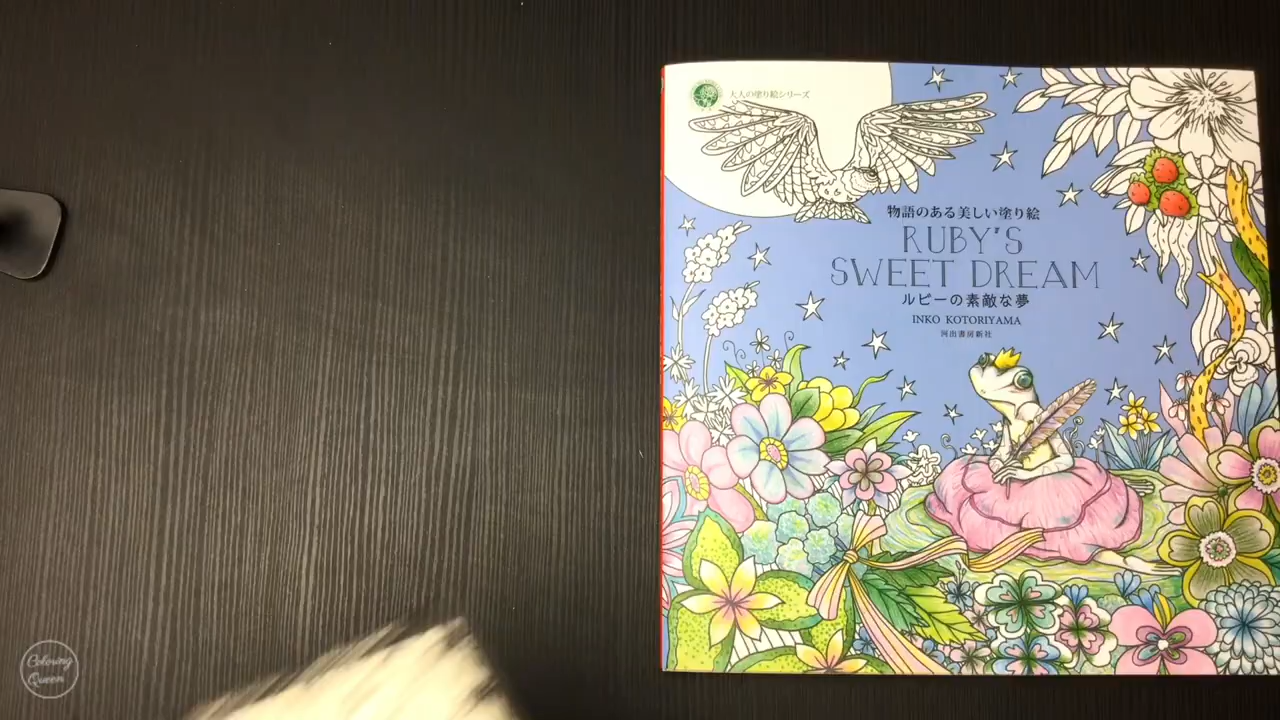 大人の塗り絵シリーズ
物語のある美しい塗り絵
RUBY'S
SWEET DREAM
ルビーの素敵な夢
INKO KOTORIYAMA
河出書房新社
Coloring
Queen